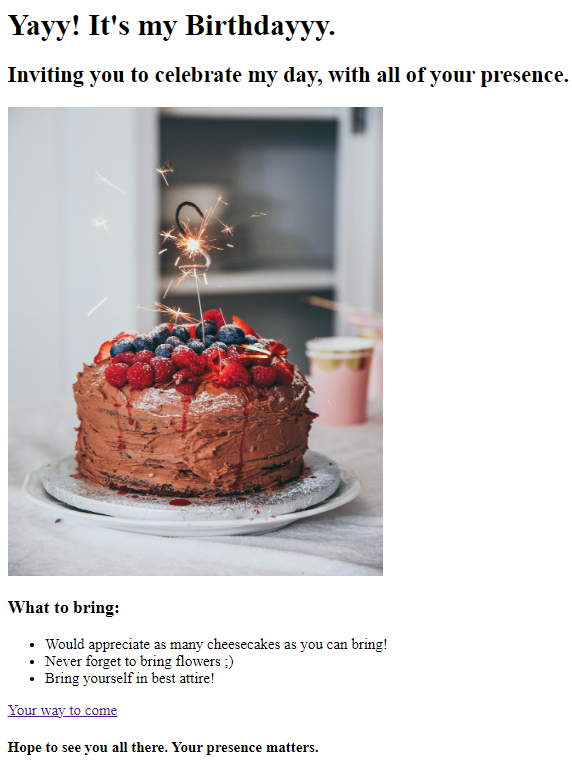 Yayy! It's my Birthdayyy.
Inviting you to celebrate my day, with all of your presence.
What to bring:
Would appreciate as many cheesecakes as you can bring!
Never forget to bring flowers ;)
Bring yourself in best attire!
Your way to come
Hope to see you all there. Your presence matters.